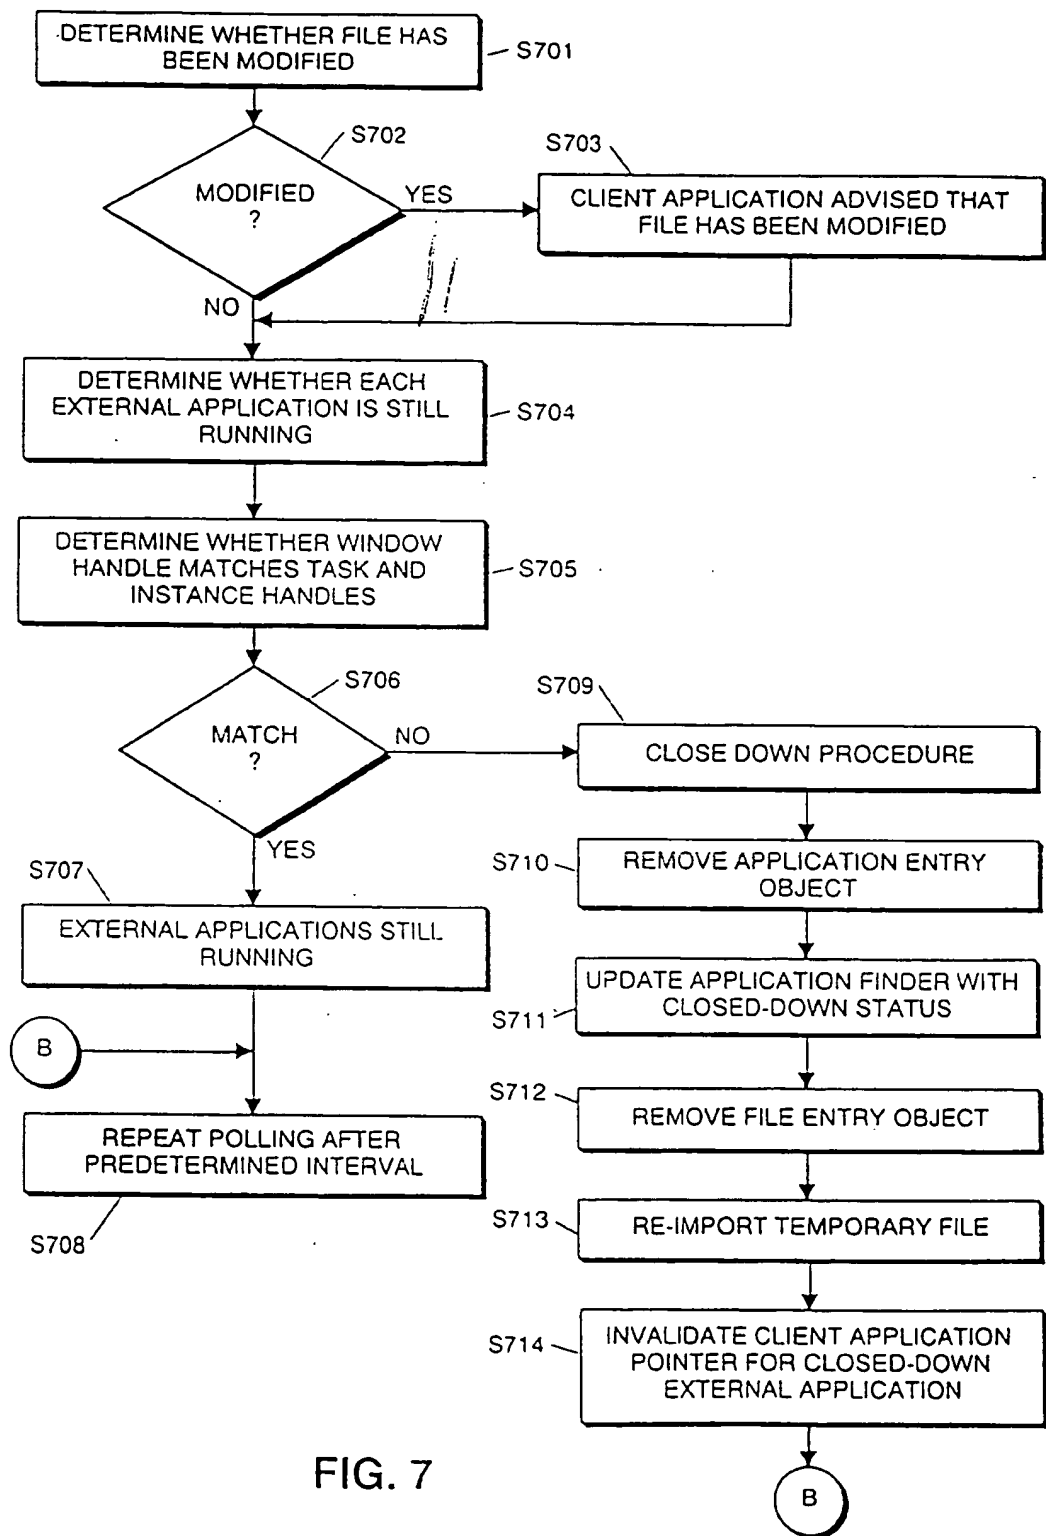 DETERMINE WHETHER FILE HAS
BEEN MODIFIED
S701
S702
MODIFIED
?
YES
NO
S703
CLIENT APPLICATION ADVISED THAT
FILE HAS BEEN MODIFIED
DETERMINE WHETHER EACH
EXTERNAL APPLICATION IS STILL
RUNNING
S704
DETERMINE WHETHER WINDOW
HANDLE MATCHES TASK AND
INSTANCE HANDLES
S705
S706
MATCH
?
NO
YES
S707
EXTERNAL APPLICATIONS STILL
RUNNING
B
REPEAT POLLING AFTER
PREDETERMINED INTERVAL
S708
S709
CLOSE DOWN PROCEDURE
S710
REMOVE APPLICATION ENTRY
OBJECT
UPDATE APPLICATION FINDER WITH
CLOSED-DOWN STATUS
S711
S712
REMOVE FILE ENTRY OBJECT
S713
RE-IMPORT TEMPORARY FILE
S714
INVALIDATE CLIENT APPLICATION
POINTER FOR CLOSED-DOWN
EXTERNAL APPLICATION
B
FIG. 7